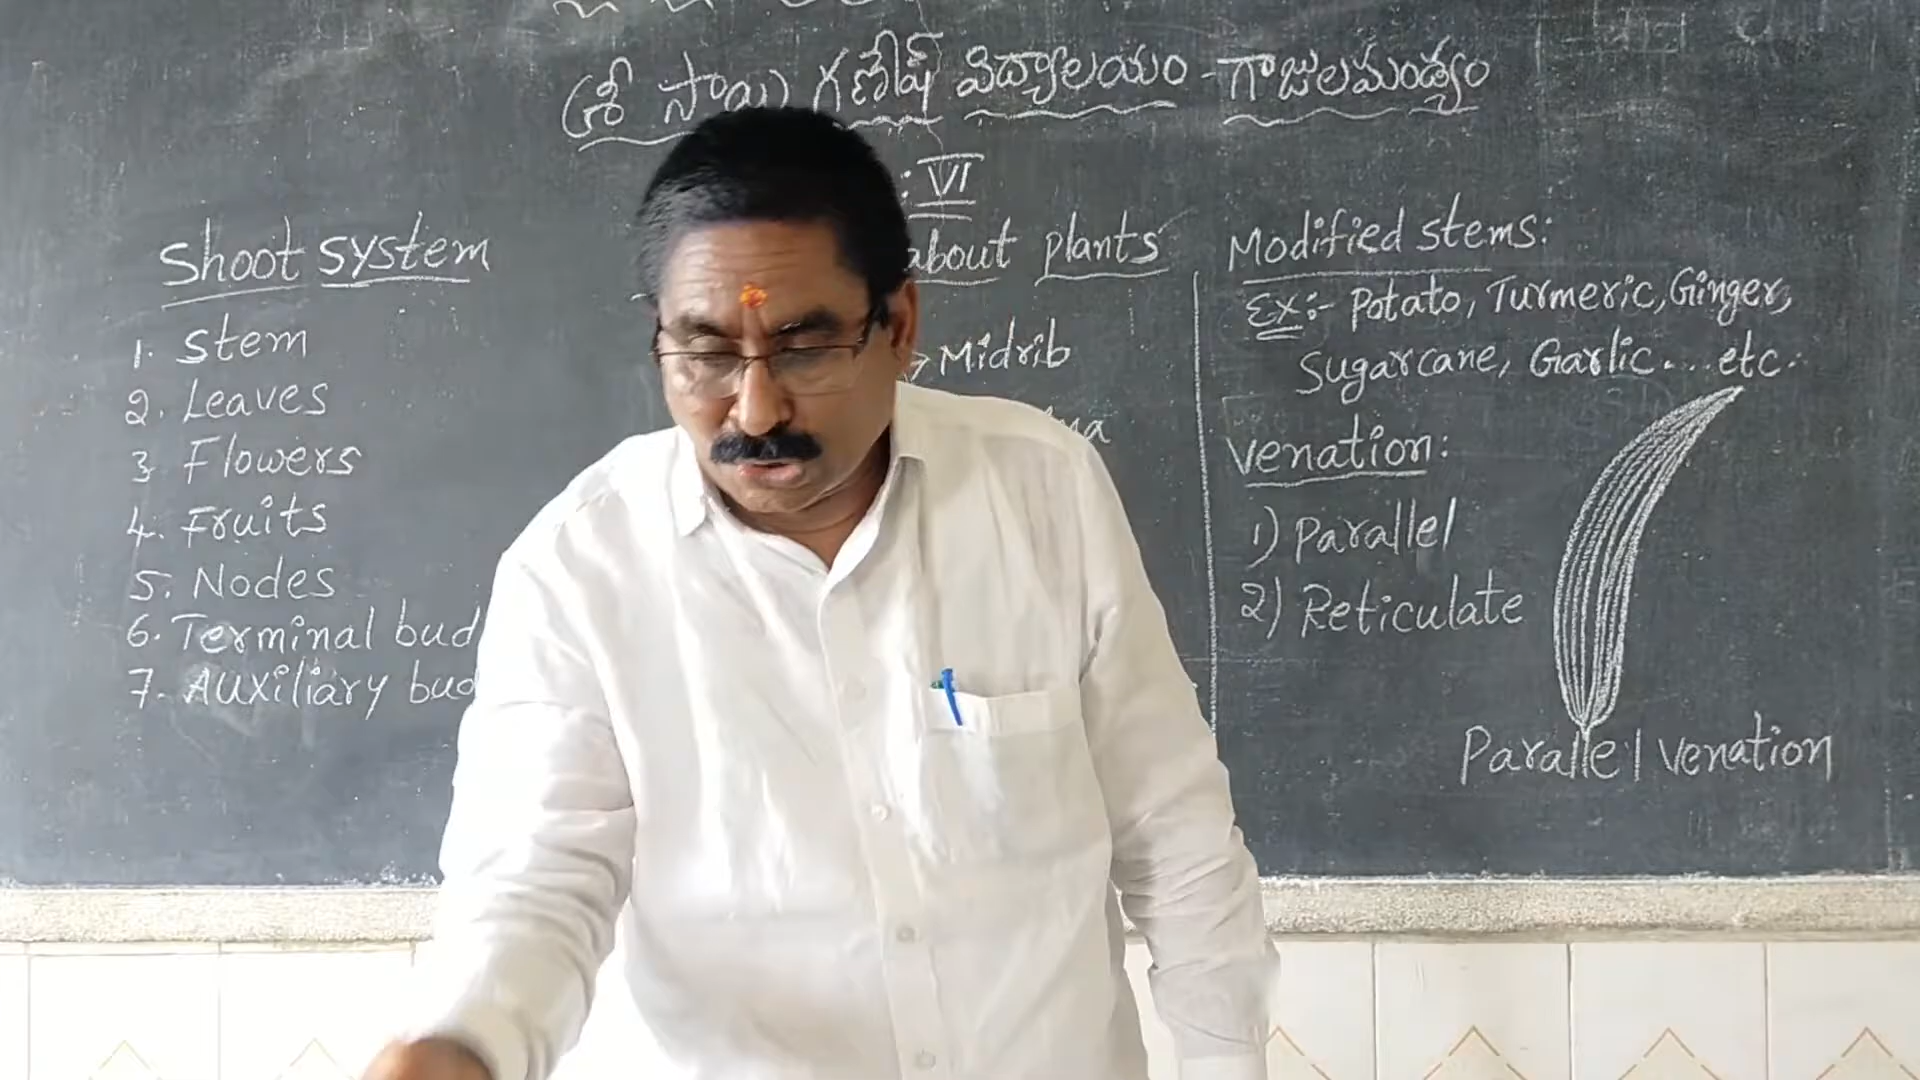 శ్రీ సాయి గణేష్ విద్యాలయం - గాజులమండ్యం
: VI
about plants
Shoot system
1. Stem
2. Leaves
3 Flowers
4. Fruits
5. Nodes
6. Terminal bud
7. Auxiliary bud
→ Midrib
Modified stems:
Ex:- Potato, Turmeric, Ginger,
Sugarcane, Garlic....etc.
Venation:
1) Parallel
2) Reticulate
Parallel venation